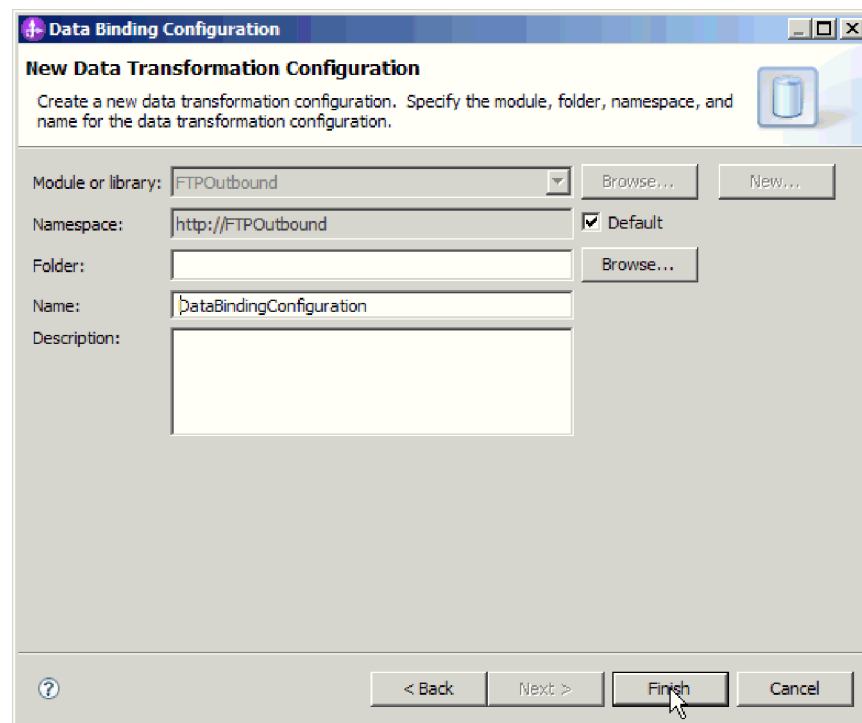 Data Binding Configuration
New Data Transformation Configuration
Create a new data transformation configuration. Specify the module, folder, namespace, and
name for the data transformation configuration.
Module or library: FTPOutbound Browse... New...
Namespace: http://FTPOutbound Default
Folder: Browse...
Name: DataBindingConfiguration
Description:
? < Back Next > Finish Cancel